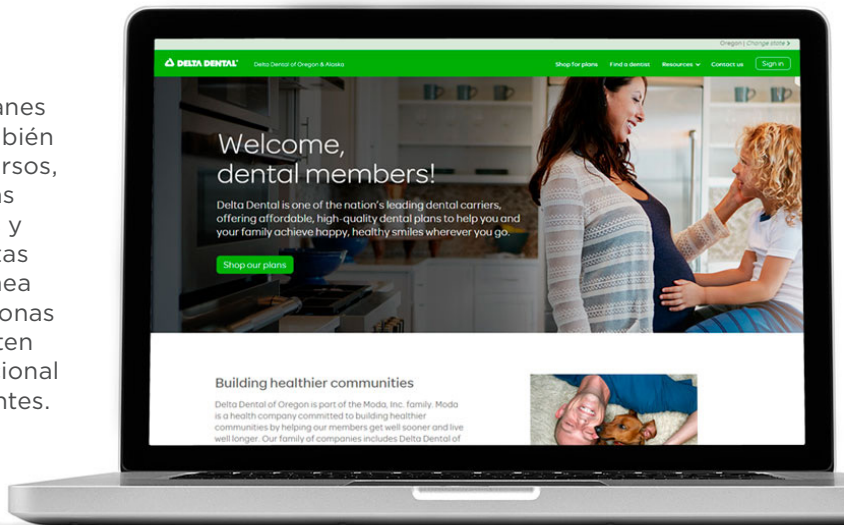 anes
bién
rsos,
as
y
tas
nea
onas
ten
ional
ntes.
Oregon | Change state >
DELTA DENTAL® Delta Dental of Oregon & Alaska Shop for plans Find a dentist Resources Contact us Sign in
Welcome,
dental members!
Delta Dental is one of the nation's leading dental carriers,
offering affordable, high-quality dental plans to help you and
your family achieve happy, healthy smiles wherever you go.
Shop our plans
Building healthier communities
Delta Dental of Oregon is part of the Moda, Inc. family. Moda
is a health company committed to building healthier
communities by helping our members get well sooner and live
well longer. Our family of companies includes Delta Dental of